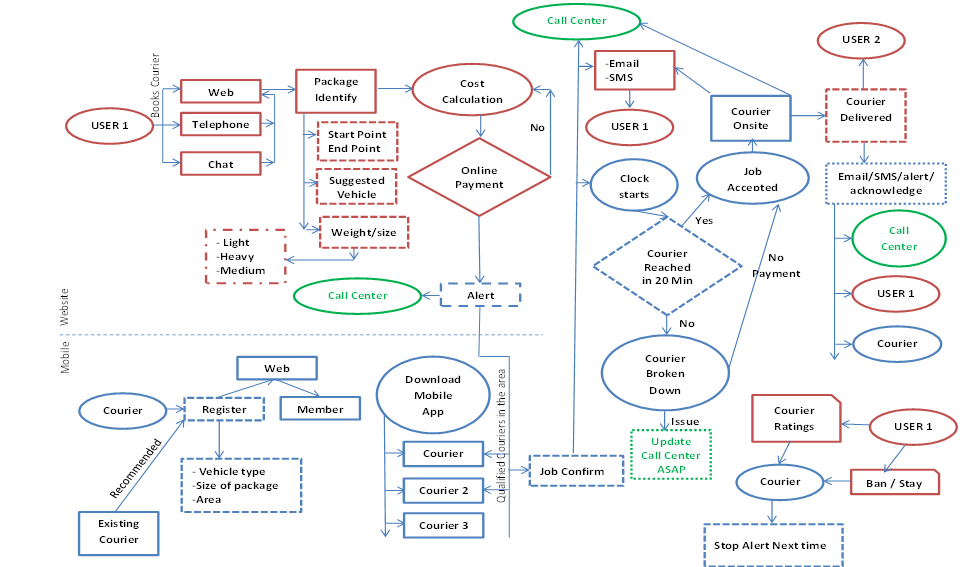 Call Center
USER 2
Books Courier
Web
Package
Identify
Cost
Calculation
-Email
-SMS
Courier
Onsite
Courier
Delivered
USER 1
Telephone
Chat
Start Point
End Point
No
USER 1
Online
Payment
Suggested
Vehicle
Clock
starts
Job
Accepted
Email/SMS/alert/
acknowledge
Weight/size
- Light
-Heavy
-Medium
Yes
Call
Center
Courier
Reached
in 20 Min
No
Payment
Call Center
Alert
USER 1
Website
No
Courier
Mobile
Web
Courier
Register
Member
Download
Mobile
App
Qualified Couriers in the area
Courier
Broken
Down
Issue
Update
Call Center
ASAP
Courier
Ratings
USER 1
Recommended
- Vehicle type
-Size of package
-Area
Courier
Courier 2
Courier 3
Job Confirm
Courier
Ban / Stay
Existing
Courier
Stop Alert Next time